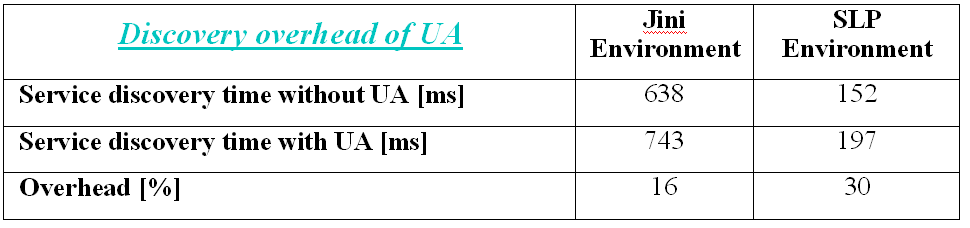 Discovery overhead of UA
Jini
Environment
SLP
Environment
Service discovery time without UA [ms]
638
152
Service discovery time with UA [ms]
743
197
Overhead [%]
16
30